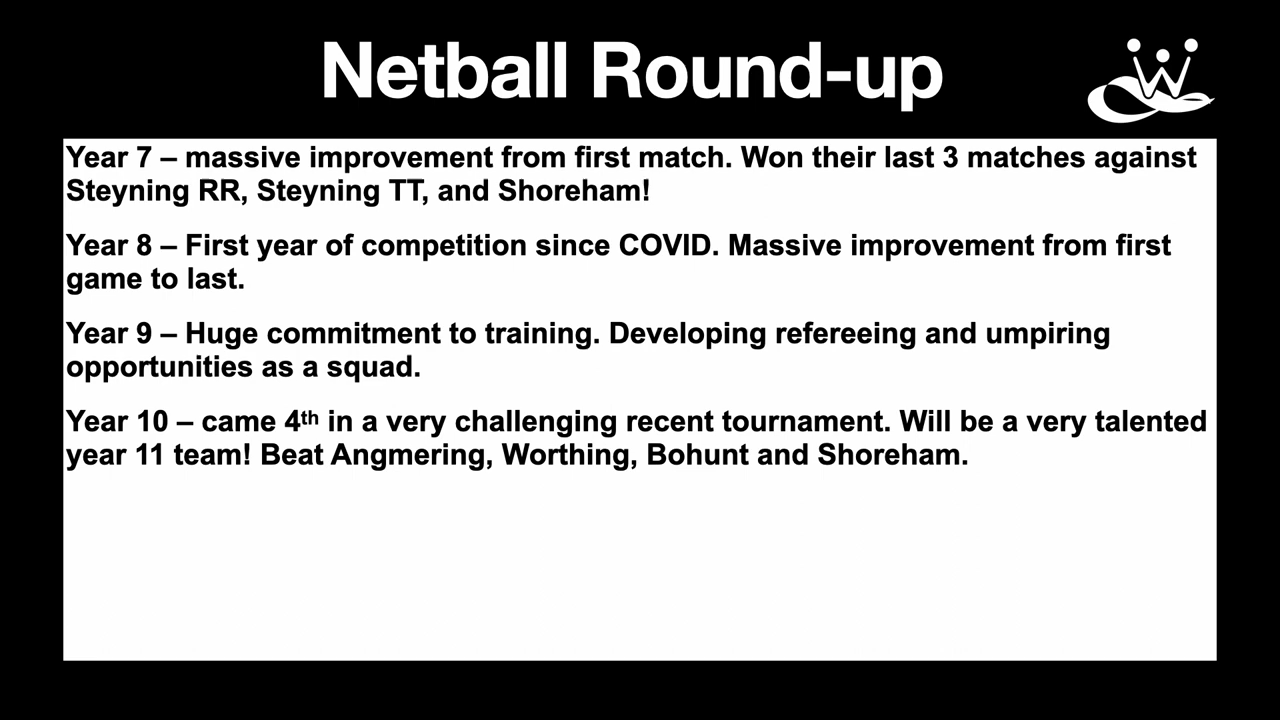 Netball Round-up
Year 7 – massive improvement from first match. Won their last 3 matches against
Steyning RR, Steyning TT, and Shoreham!
Year 8 – First year of competition since COVID. Massive improvement from first
game to last.
Year 9 – Huge commitment to training. Developing refereeing and umpiring
opportunities as a squad.
Year 10 – came 4th in a very challenging recent tournament. Will be a very talented
year 11 team! Beat Angmering, Worthing, Bohunt and Shoreham.